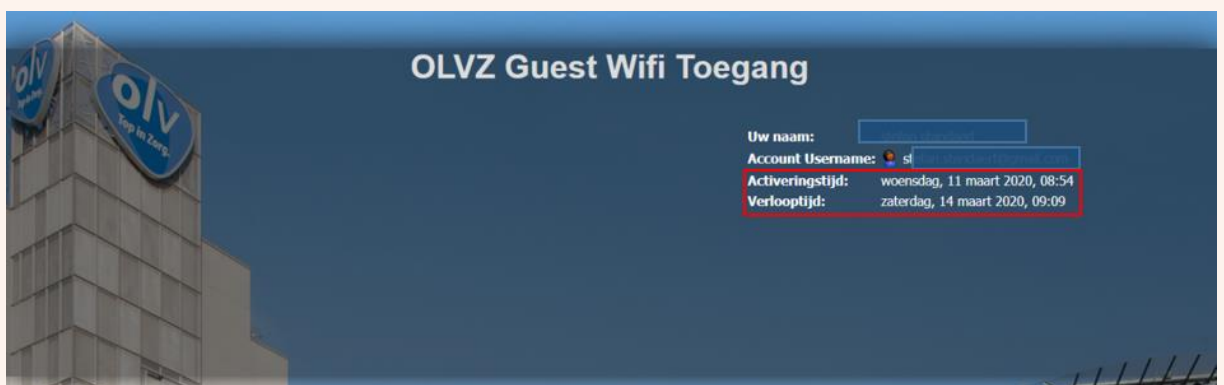 olv
olv
Top in Zorg.
OLVZ Guest Wifi Toegang
Uw naam:
Account Username: st
Activeringstijd: woensdag, 11 maart 2020, 08:54
Verlooptijd: zaterdag, 14 maart 2020, 09:09